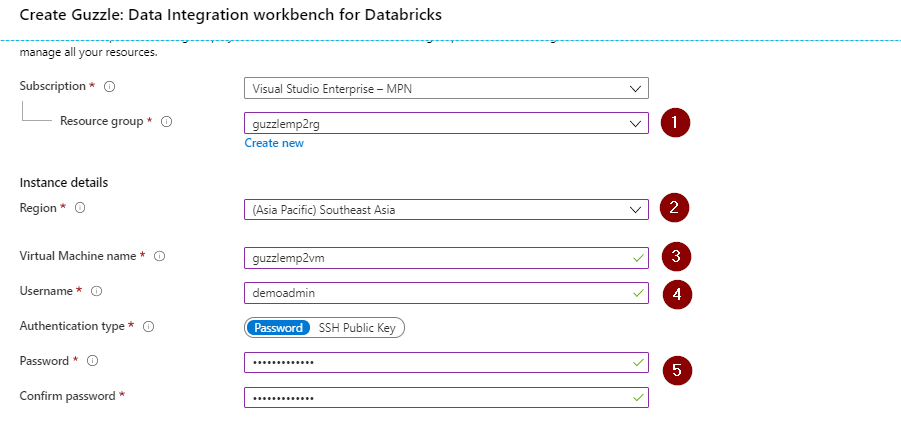 Create Guzzle: Data Integration workbench for Databricks
manage all your resources.
Subscription * Visual Studio Enterprise – MPN
Resource group * guzzlemp2rg 1
Create new
Instance details
Region * (Asia Pacific) Southeast Asia 2
Virtual Machine name * guzzlemp2vm 3
Username * demoadmin 4
Authentication type * Password SSH Public Key
Password * ••••••••••••• 5
Confirm password * •••••••••••••